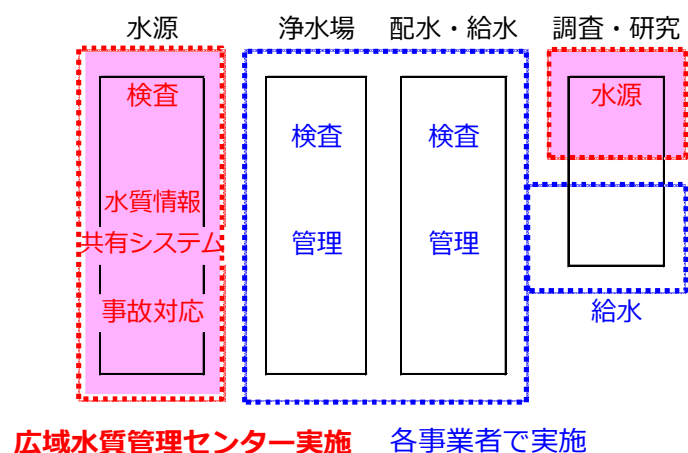 水源 浄水場 配水・給水 調査・研究
検査 水源
検査 検査
水質情報
共有システム 管理 管理
事故対応 給水
広域水質管理センター実施 各事業者で実施